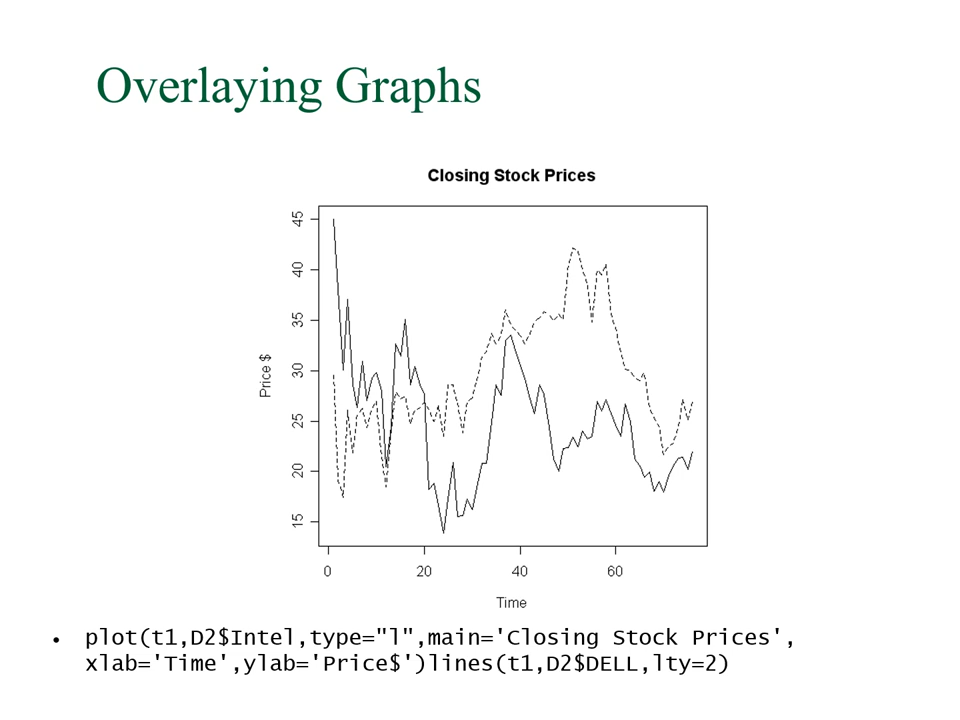 Overlaying Graphs
Closing Stock Prices
45
40
35
30
25
20
15
Price $
0 20 40 60
Time
• plot(t1,D2$Intel,type="l",main='Closing Stock Prices',
xlab='Time',ylab='Price$')lines(t1,D2$DELL,lty=2)